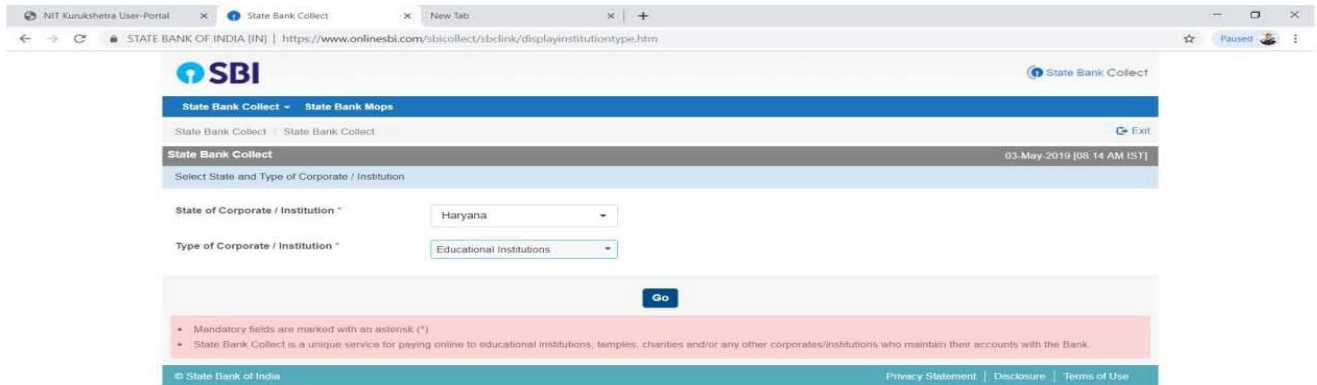 NIT Kurukshetra User-Portal State Bank Collect New Tab
STATE BANK OF INDIA [IN] | https://www.onlinesbi.com/sbicollect/sbclink/displayinstitutiontype.htm Paused
SBI State Bank Collect
State Bank Collect State Bank Mops
State Bank Collect / State Bank Collect Exit
State Bank Collect 03-May-2019 [08:14 AM IST]
Select State and Type of Corporate / Institution
State of Corporate / Institution * Haryana
Type of Corporate / Institution * Educational Institutions
Go
• Mandatory fields are marked with an asterisk (*)
• State Bank Collect is a unique service for paying online to educational institutions, temples, charities and/or any other corporates/institutions who maintain their accounts with the Bank.
© State Bank of India Privacy Statement | Disclosure | Terms of Use